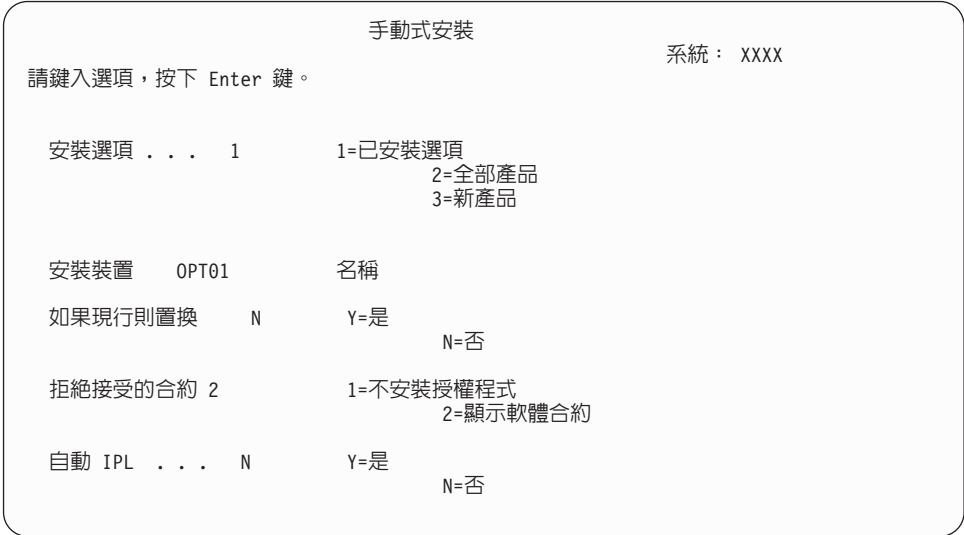 手動式安裝
系統： XXXX
請鍵入選項，按下 Enter 鍵。
安裝選項 . . . 1 1=已安裝選項
2=全部產品
3=新產品
安裝裝置 OPT01 名稱
如果現行則置換 N Y=是
N=否
拒絕接受的合約 2 1=不安裝授權程式
2=顯示軟體合約
自動 IPL . . . N Y=是
N=否